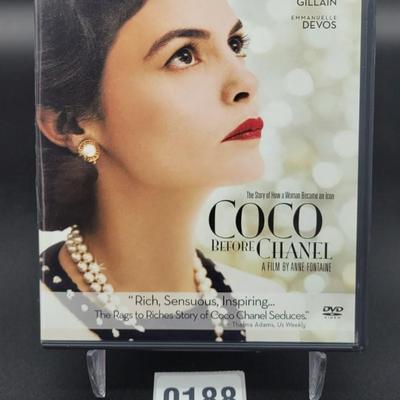 GILLAIN
EMMANUELLE
DEVOS
The Story of How a Woman Became an Icon
COCO
BEFORE CHANEL
A FILM BY ANNE FONTAINE
"Rich, Sensuous, Inspiring...
The Rags to Riches Story of Coco Chanel Seduces."
– Thelma Adams, Us Weekly
DVD
VIDEO
0188